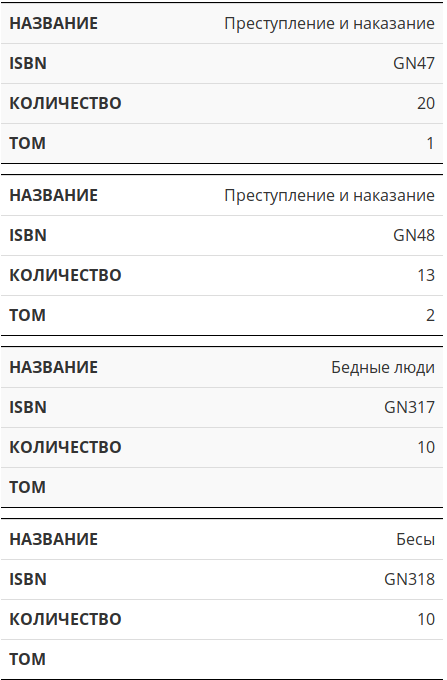 НАЗВАНИЕ Преступление и наказание
ISBN GN47
КОЛИЧЕСТВО 20
ТОМ 1
НАЗВАНИЕ Преступление и наказание
ISBN GN48
КОЛИЧЕСТВО 13
ТОМ 2
НАЗВАНИЕ Бедные люди
ISBN GN317
КОЛИЧЕСТВО 10
ТОМ
НАЗВАНИЕ Бесы
ISBN GN318
КОЛИЧЕСТВО 10
ТОМ